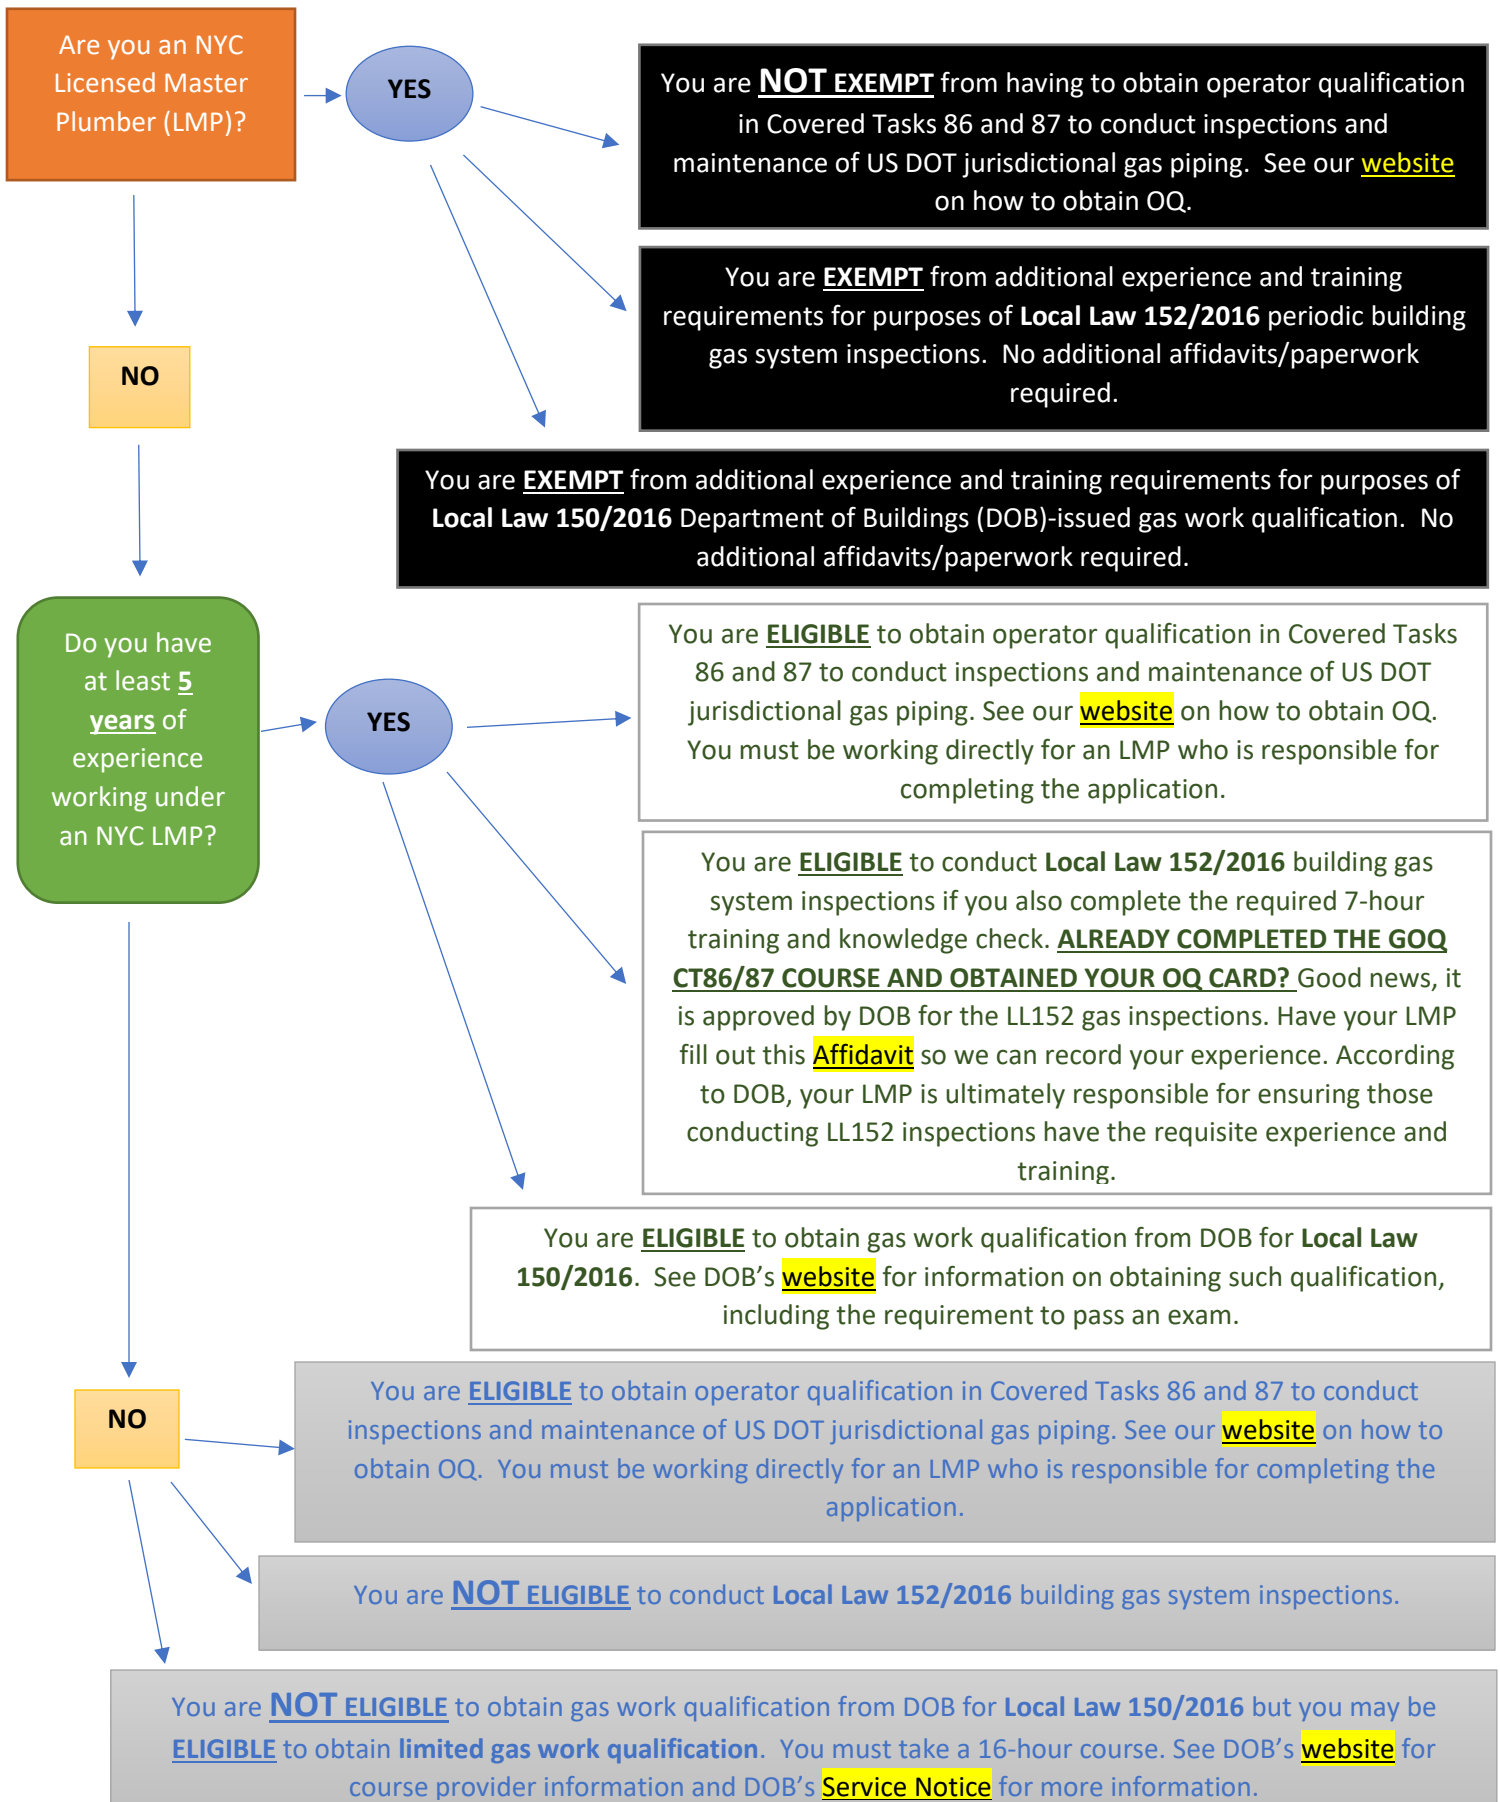 Are you an NYC
Licensed Master
Plumber (LMP)?
YES
You are NOT EXEMPT from having to obtain operator qualification
in Covered Tasks 86 and 87 to conduct inspections and
maintenance of US DOT jurisdictional gas piping. See our website
on how to obtain OQ.
You are EXEMPT from additional experience and training
requirements for purposes of Local Law 152/2016 periodic building
gas system inspections. No additional affidavits/paperwork
required.
NO
You are EXEMPT from additional experience and training requirements for purposes of
Local Law 150/2016 Department of Buildings (DOB)-issued gas work qualification. No
additional affidavits/paperwork required.
Do you have
at least 5
years of
experience
working under
an NYC LMP?
YES
You are ELIGIBLE to obtain operator qualification in Covered Tasks
86 and 87 to conduct inspections and maintenance of US DOT
jurisdictional gas piping. See our website on how to obtain OQ.
You must be working directly for an LMP who is responsible for
completing the application.
You are ELIGIBLE to conduct Local Law 152/2016 building gas
system inspections if you also complete the required 7-hour
training and knowledge check. ALREADY COMPLETED THE GOQ
CT86/87 COURSE AND OBTAINED YOUR OQ CARD? Good news, it
is approved by DOB for the LL152 gas inspections. Have your LMP
fill out this Affidavit so we can record your experience. According
to DOB, your LMP is ultimately responsible for ensuring those
conducting LL152 inspections have the requisite experience and
training.
You are ELIGIBLE to obtain gas work qualification from DOB for Local Law
150/2016. See DOB’s website for information on obtaining such qualification,
including the requirement to pass an exam.
NO
You are ELIGIBLE to obtain operator qualification in Covered Tasks 86 and 87 to conduct
inspections and maintenance of US DOT jurisdictional gas piping. See our website on how to
obtain OQ. You must be working directly for an LMP who is responsible for completing the
application.
You are NOT ELIGIBLE to conduct Local Law 152/2016 building gas system inspections.
You are NOT ELIGIBLE to obtain gas work qualification from DOB for Local Law 150/2016 but you may be
ELIGIBLE to obtain limited gas work qualification. You must take a 16-hour course. See DOB’s website for
course provider information and DOB’s Service Notice for more information.